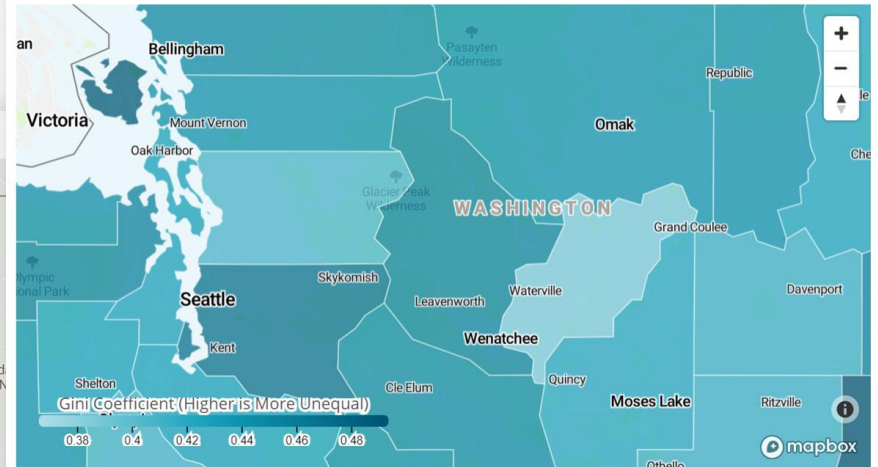 an
Bellingham
Pasayten
Wilderness
Republic
Victoria
Mount Vernon
Omak
Oak Harbor
Che
Glacier Peak
Wilderness
WASHINGTON
Grand Coulee
Olympic
onal Park
Skykomish
Seattle
Leavenworth
Waterville
Davenport
Wenatchee
Kent
Shelton
Cle Elum
Quincy
Moses Lake
Ritzville
Gini Coefficient (Higher is More Unequal)
0.38 0.4 0.42 0.44 0.46 0.48
mapbox
Othello